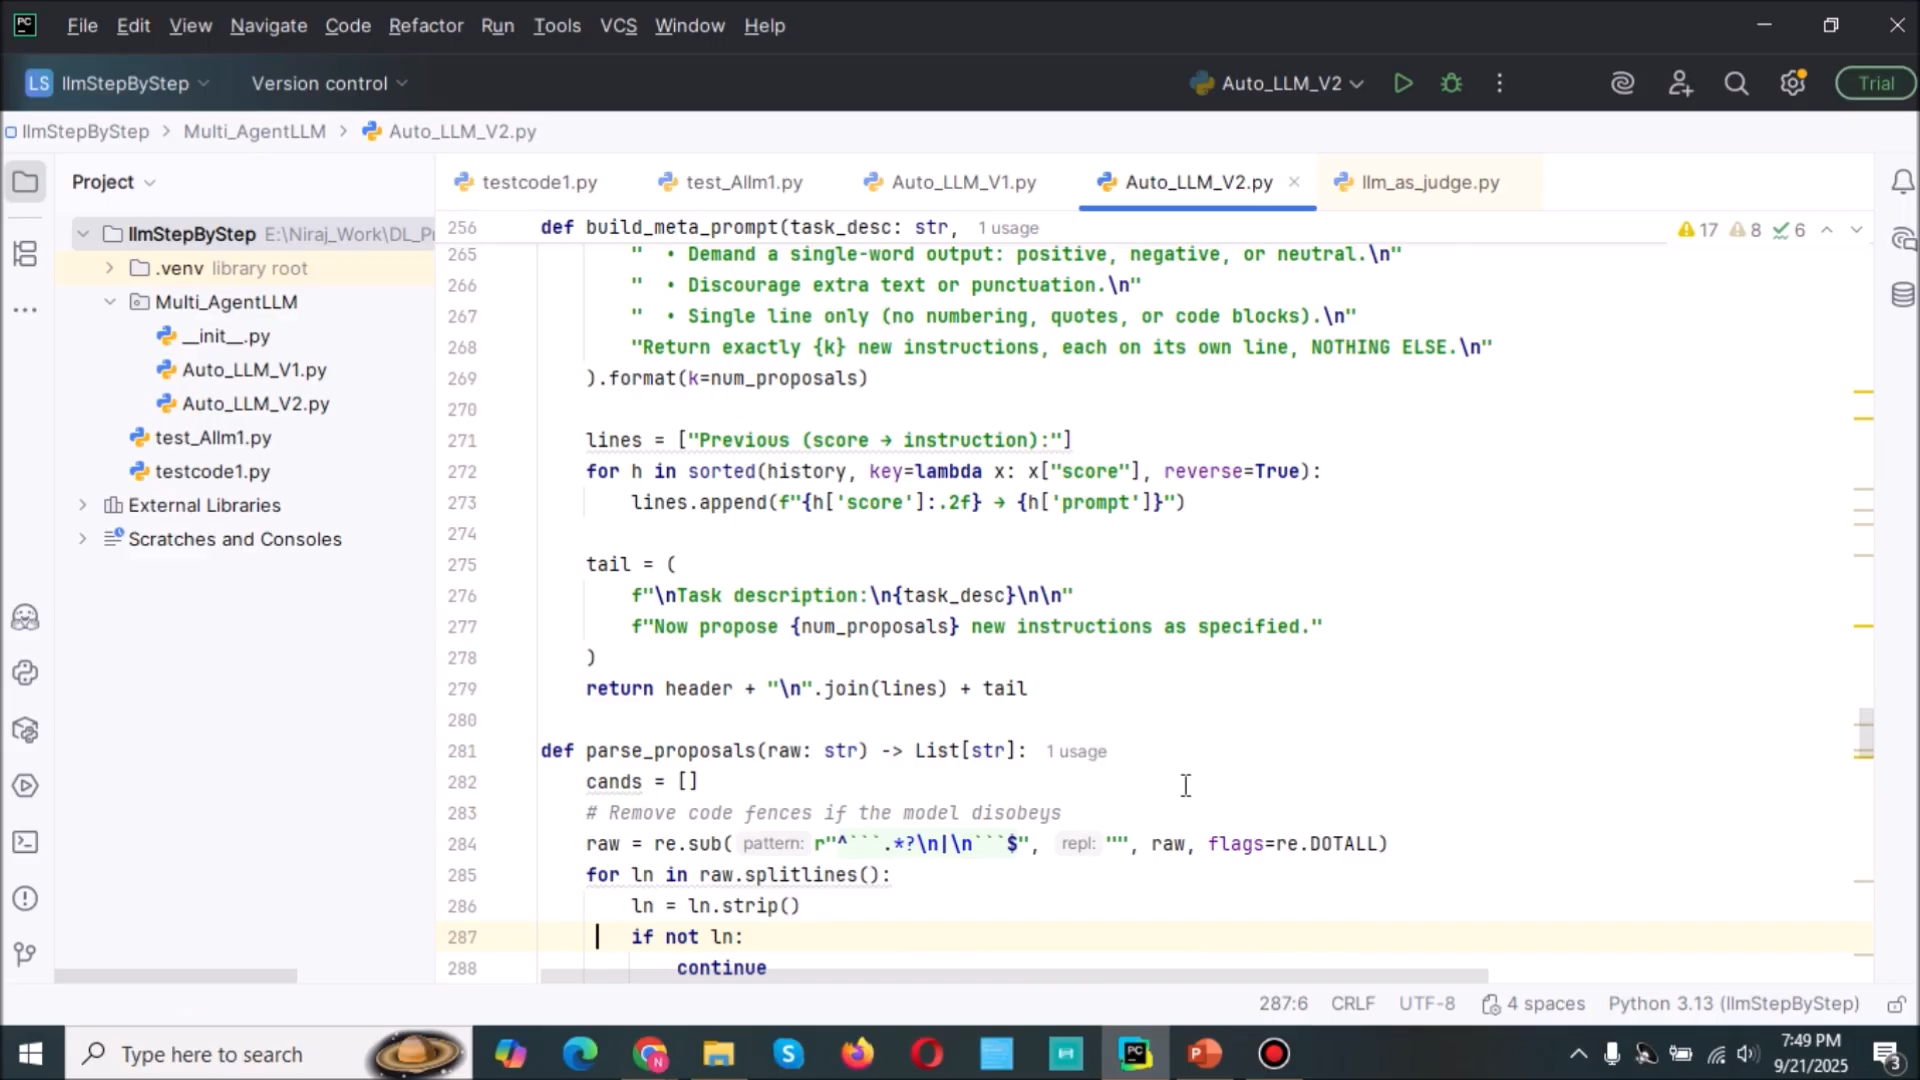 File Edit View Navigate Code Refactor Run Tools VCS Window Help
LS llmStepByStep Version control Auto_LLM_V2 Trial
llmStepByStep > Multi_AgentLLM > Auto_LLM_V2.py
Project
testcode1.py test_Allm1.py Auto_LLM_V1.py Auto_LLM_V2.py llm_as_judge.py
llmStepByStep E:\Niraj_Work\DL_Pr
.venv library root
Multi_AgentLLM
__init__.py
Auto_LLM_V1.py
Auto_LLM_V2.py
test_Allm1.py
testcode1.py
External Libraries
Scratches and Consoles
17 8 6
256 def build_meta_prompt(task_desc: str, 1 usage
265 " • Demand a single-word output: positive, negative, or neutral.\n"
266 " • Discourage extra text or punctuation.\n"
267 " • Single line only (no numbering, quotes, or code blocks).\n"
268 "Return exactly {k} new instructions, each on its own line, NOTHING ELSE.\n"
269 ).format(k=num_proposals)
270
271 lines = ["Previous (score → instruction):"]
272 for h in sorted(history, key=lambda x: x["score"], reverse=True):
273 lines.append(f"{h['score']:.2f} → {h['prompt']}")
274
275 tail = (
276 f"\nTask description:\n{task_desc}\n\n"
277 f"Now propose {num_proposals} new instructions as specified."
278 )
279 return header + "\n".join(lines) + tail
280
281 def parse_proposals(raw: str) -> List[str]: 1 usage
282 cands = []
283 # Remove code fences if the model disobeys
284 raw = re.sub( pattern: r"^```.*?\n|\n```$", repl: "", raw, flags=re.DOTALL)
285 for ln in raw.splitlines():
286 ln = ln.strip()
287 if not ln:
288 continue
287:6 CRLF UTF-8 4 spaces Python 3.13 (llmStepByStep)
Type here to search
7:49 PM
9/21/2025
3